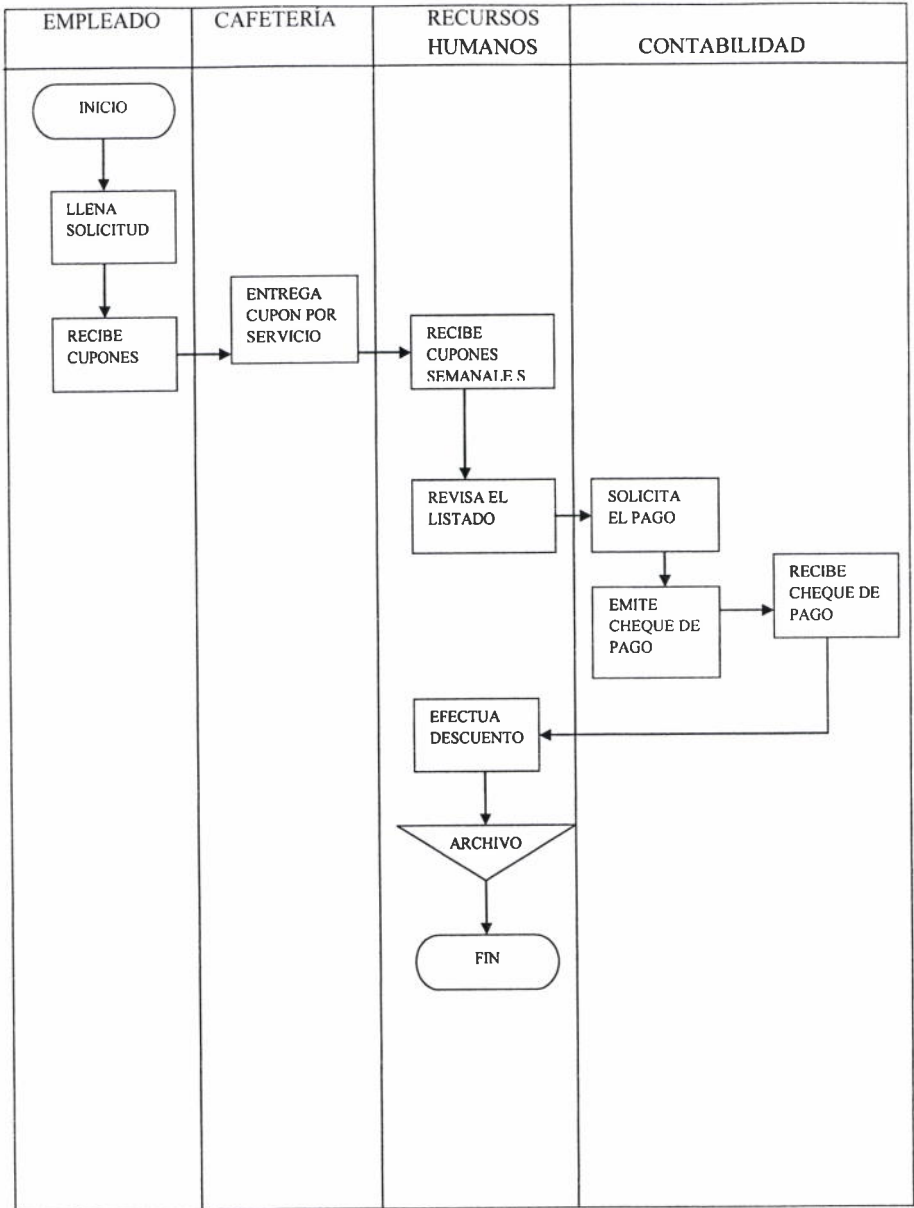 EMPLEADO
CAFETERÍA
RECURSOS
HUMANOS
CONTABILIDAD
INICIO
LLENA
SOLICITUD
RECIBE
CUPONES
ENTREGA
CUPON POR
SERVICIO
RECIBE
CUPONES
SEMANALES
REVISA EL
LISTADO
SOLICITA
EL PAGO
EMITE
CHEQUE DE
PAGO
RECIBE
CHEQUE DE
PAGO
EFECTUA
DESCUENTO
ARCHIVO
FIN